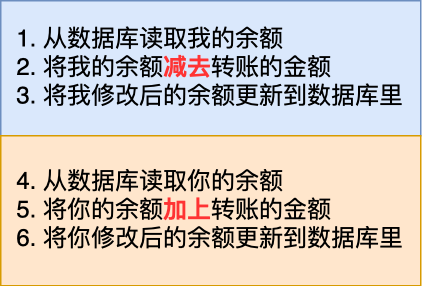 1. 从数据库读取我的余额
2. 将我的余额减去转账的金额
3. 将我修改后的余额更新到数据库里
4. 从数据库读取你的余额
5. 将你的余额加上转账的金额
6. 将你修改后的余额更新到数据库里